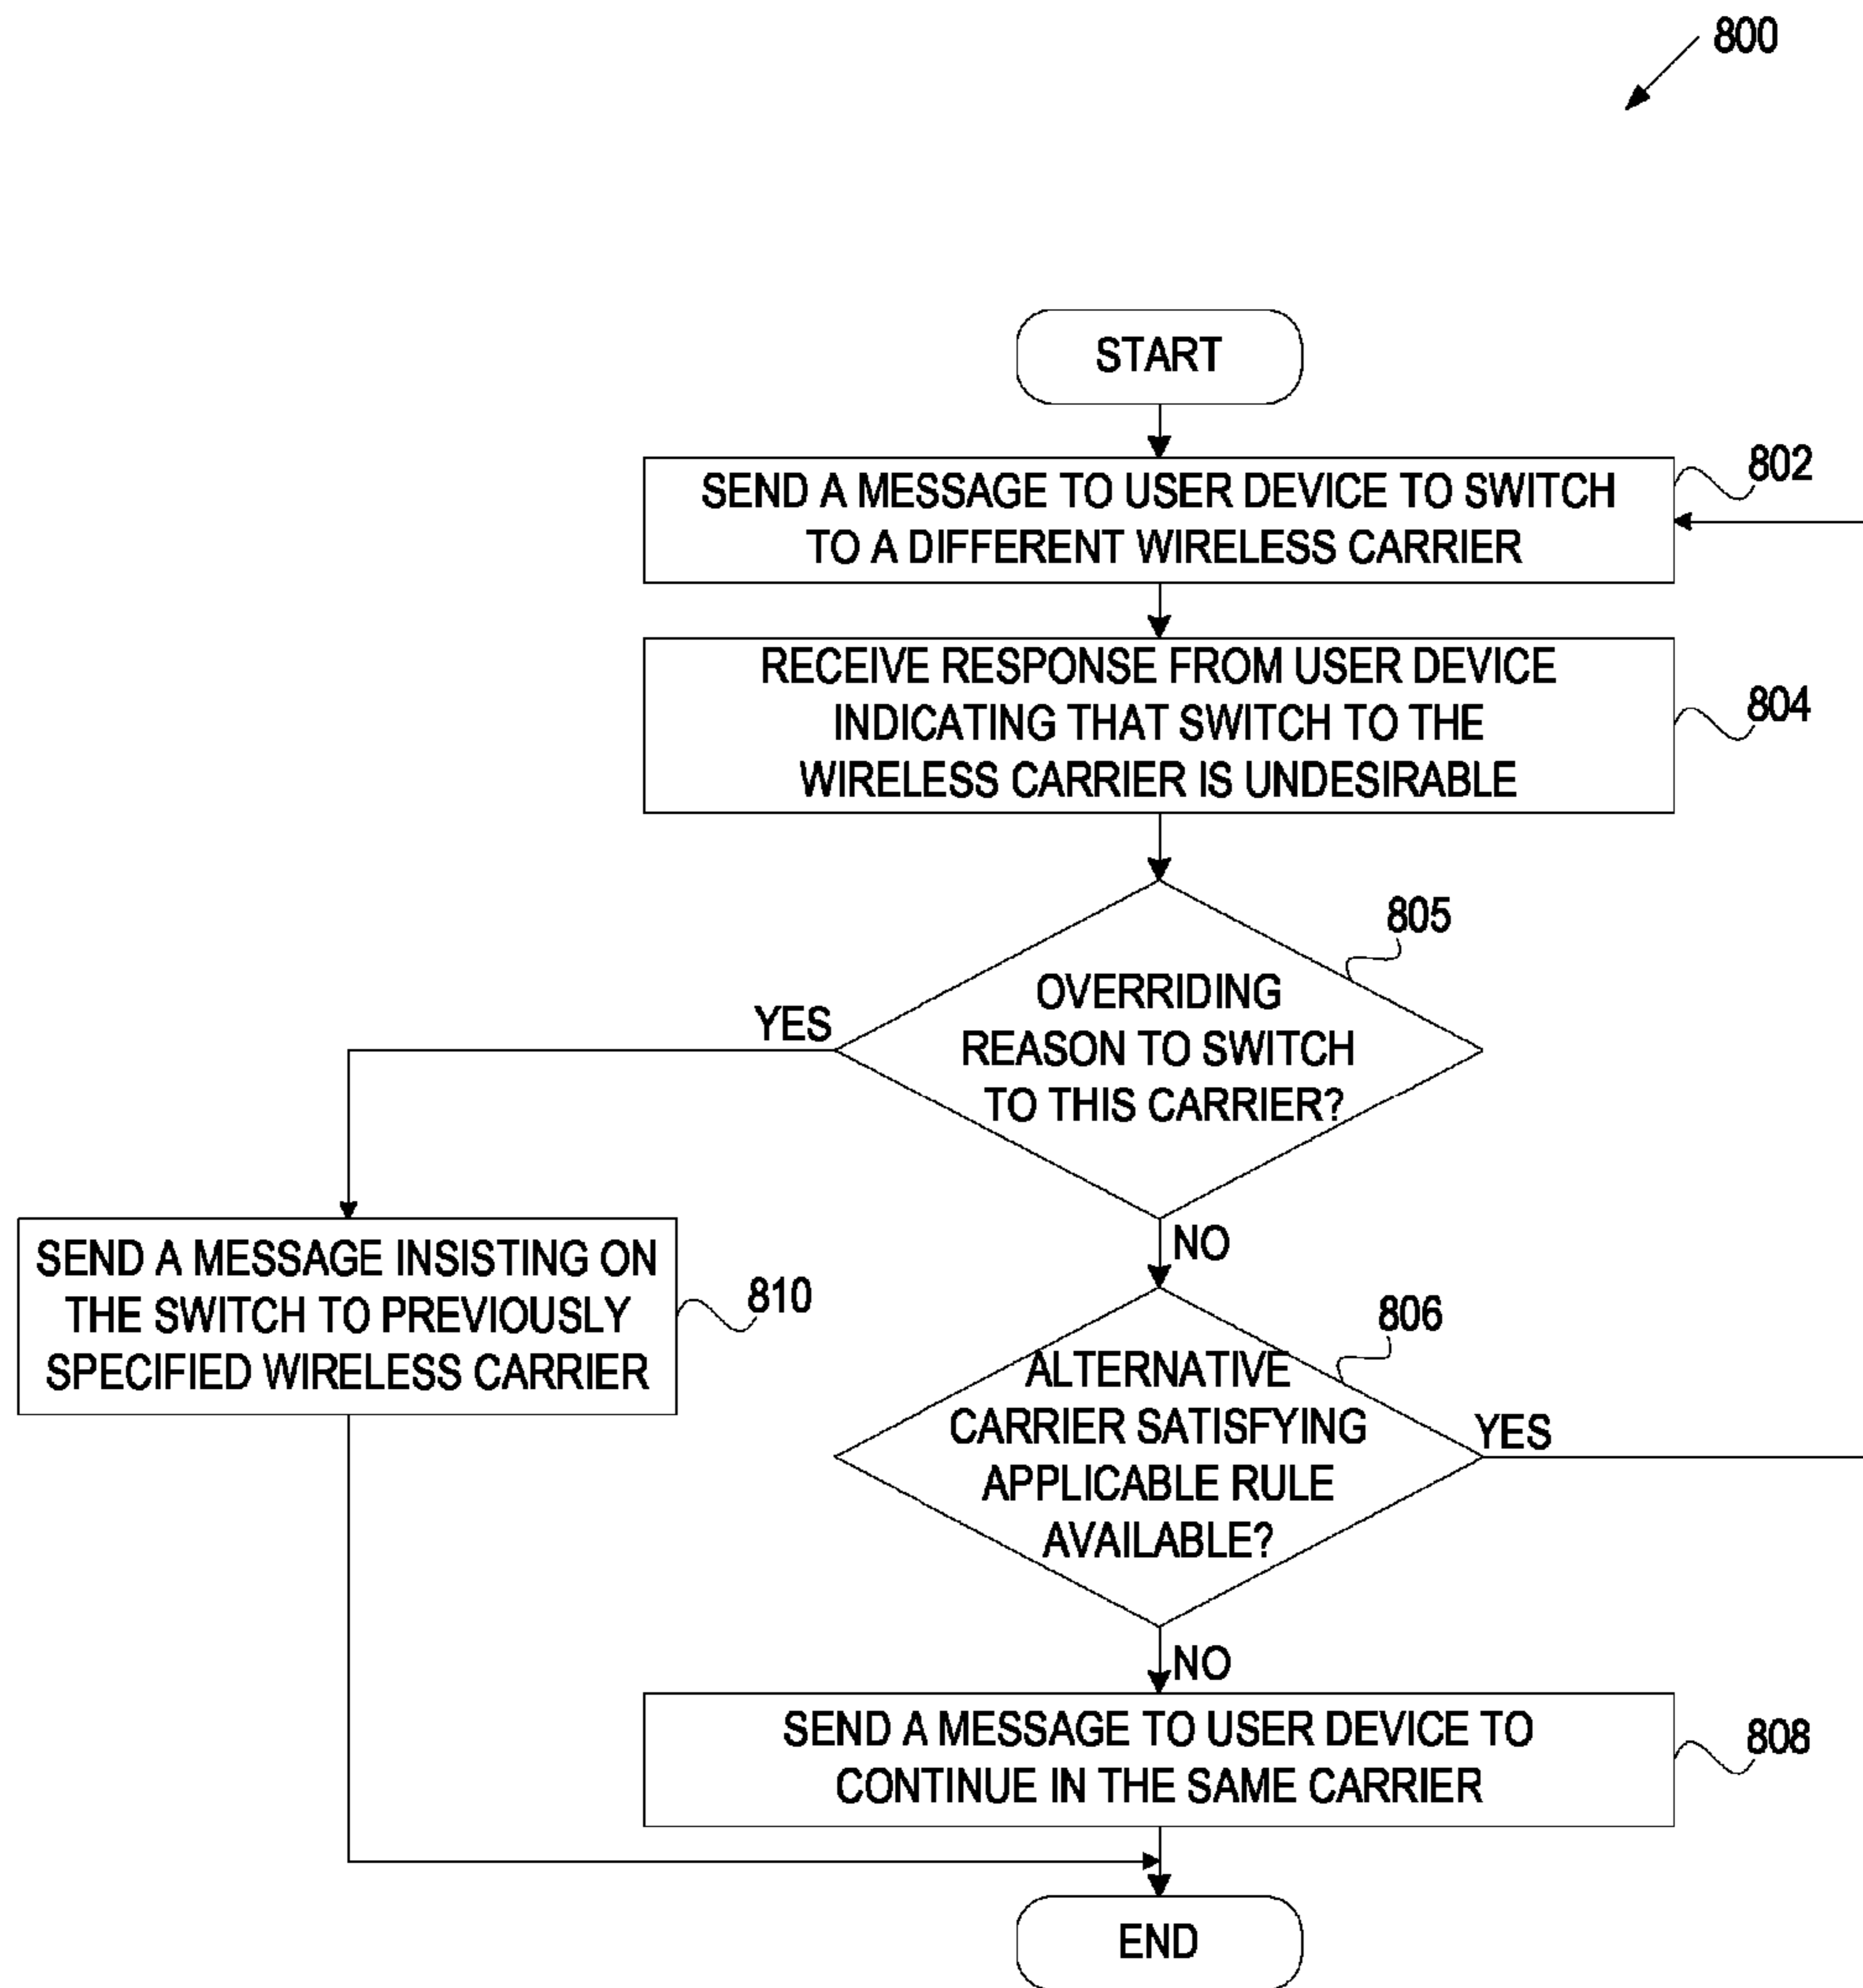 800
START
SEND A MESSAGE TO USER DEVICE TO SWITCH
TO A DIFFERENT WIRELESS CARRIER
802
RECEIVE RESPONSE FROM USER DEVICE
INDICATING THAT SWITCH TO THE
WIRELESS CARRIER IS UNDESIRABLE
804
805
OVERRIDING
REASON TO SWITCH
TO THIS CARRIER?
YES
NO
SEND A MESSAGE INSISTING ON
THE SWITCH TO PREVIOUSLY
SPECIFIED WIRELESS CARRIER
810
806
ALTERNATIVE
CARRIER SATISFYING
APPLICABLE RULE
AVAILABLE?
YES
NO
SEND A MESSAGE TO USER DEVICE TO
CONTINUE IN THE SAME CARRIER
808
END